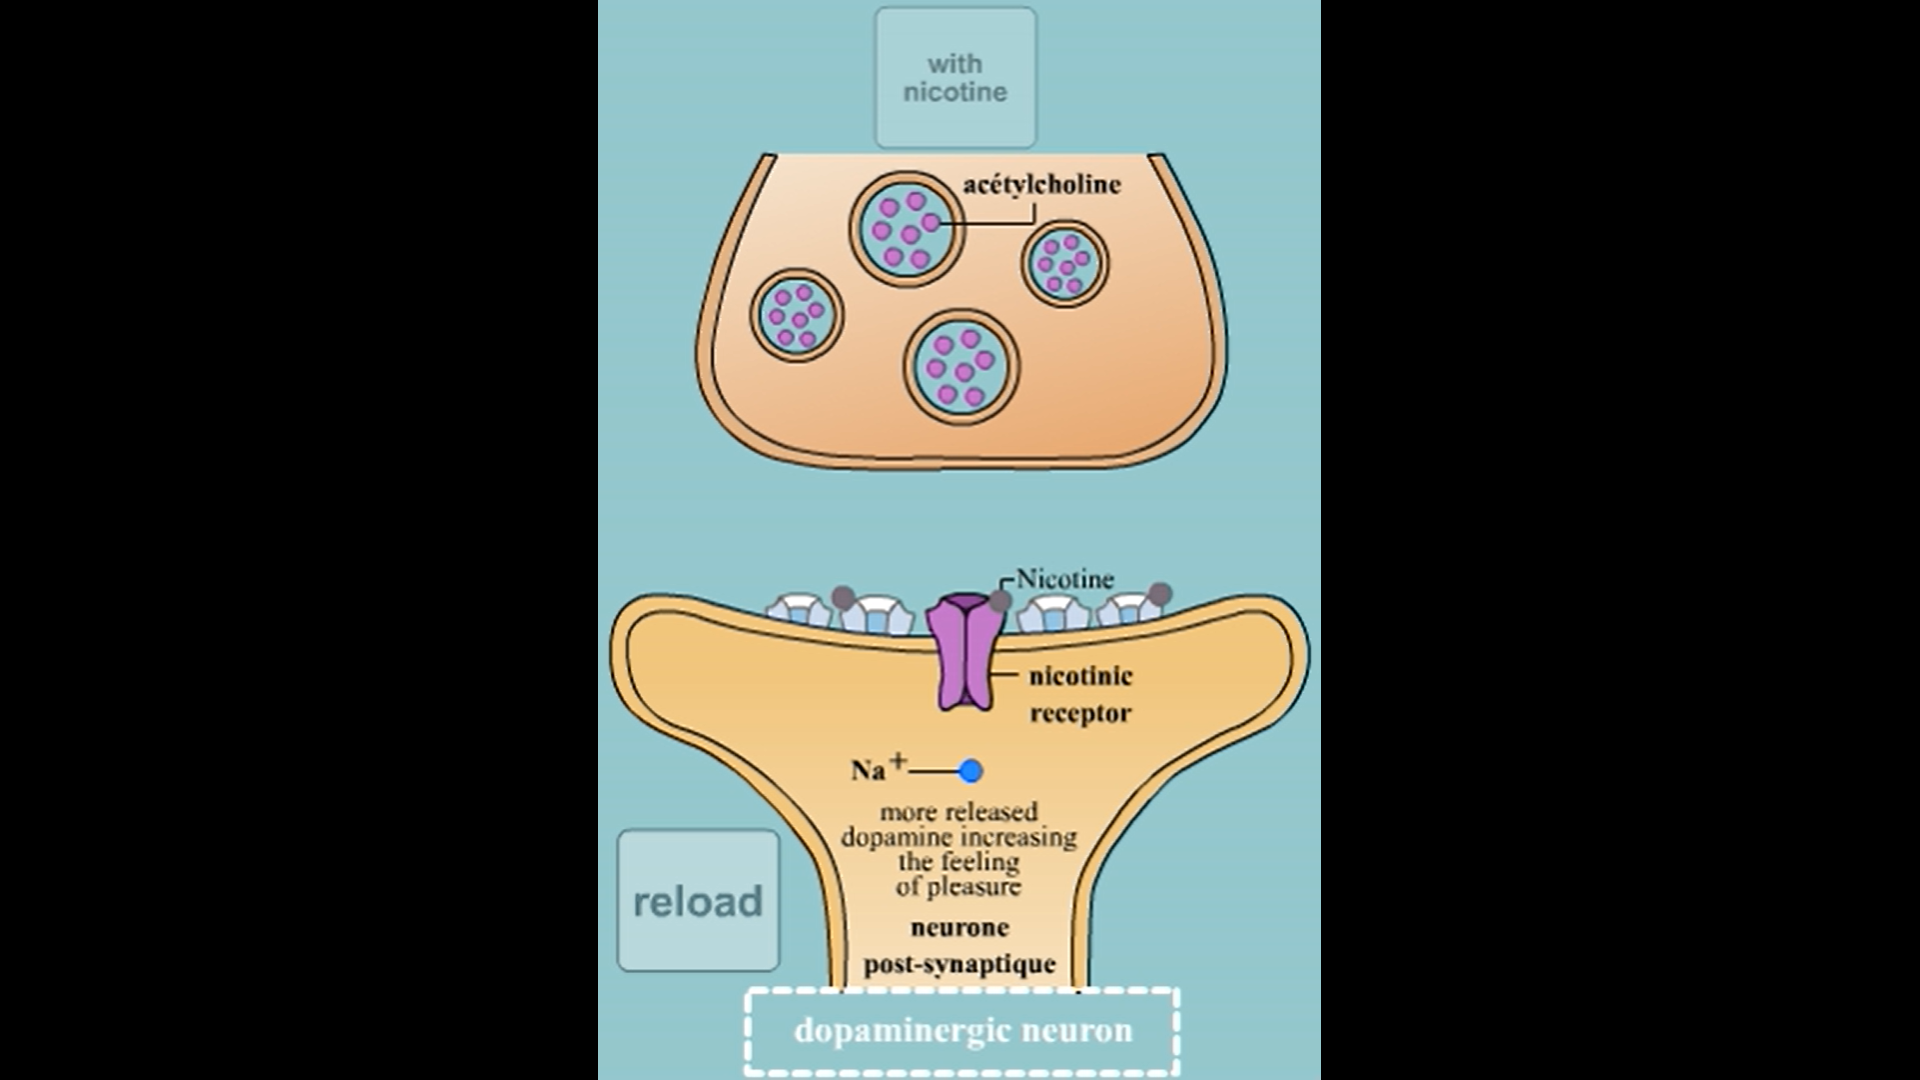 with
nicotine
acétylcholine
Nicotine
nicotinic
receptor
Na+
more released
dopamine increasing
the feeling
of pleasure
reload
neurone
post-synaptique
dopaminergic neuron